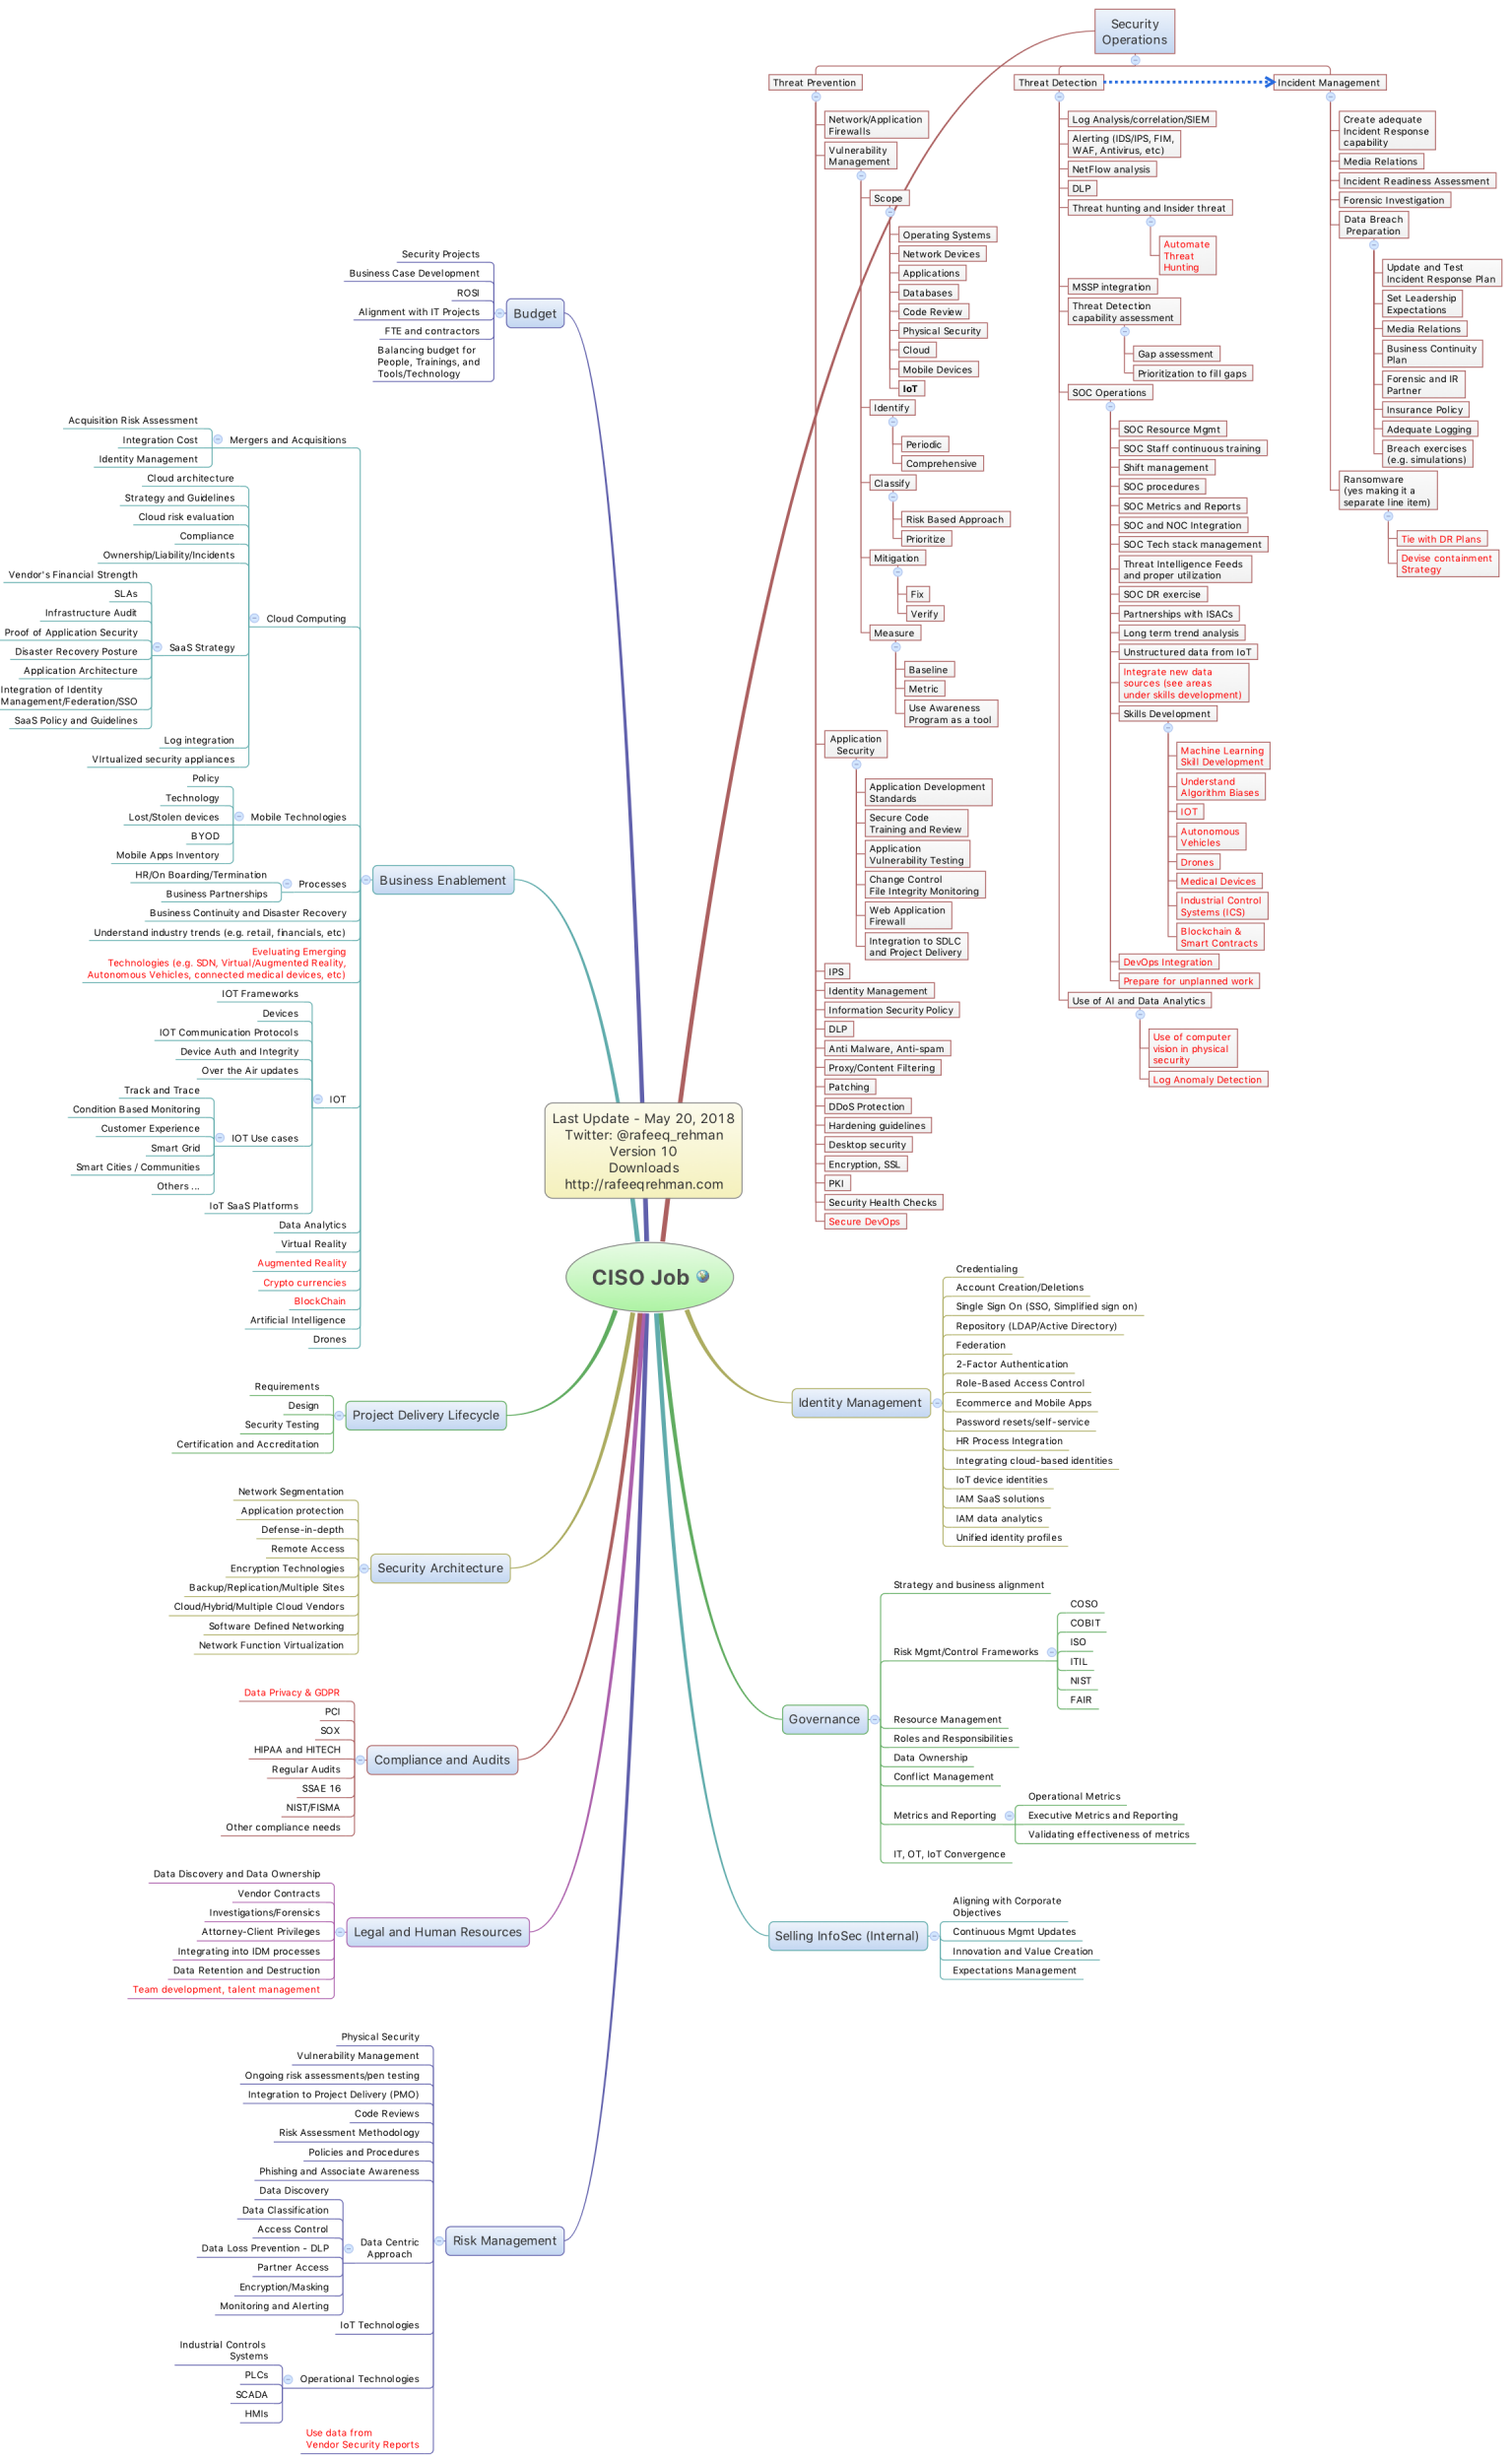 Security
Operations
Threat Prevention
Network/Application
Firewalls
Vulnerability
Management
Scope
Operating Systems
Network Devices
Applications
Databases
Code Review
Physical Security
Cloud
Mobile Devices
IoT
Identify
Periodic
Comprehensive
Classify
Risk Based Approach
Prioritize
Mitigation
Fix
Verify
Measure
Baseline
Metric
Use Awareness
Program as a tool
Application
Security
Application Development
Standards
Secure Code
Training and Review
Application
Vulnerability Testing
Change Control
File Integrity Monitoring
Web Application
Firewall
Integration to SDLC
and Project Delivery
IPS
Identity Management
Information Security Policy
DLP
Anti Malware, Anti-spam
Proxy/Content Filtering
Patching
DDoS Protection
Hardening guidelines
Desktop security
Encryption, SSL
PKI
Security Health Checks
Secure DevOps
Threat Detection
Log Analysis/correlation/SIEM
Alerting (IDS/IPS, FIM,
WAF, Antivirus, etc)
NetFlow analysis
DLP
Threat hunting and Insider threat
Automate
Threat
Hunting
MSSP integration
Threat Detection
capability assessment
Gap assessment
Prioritization to fill gaps
SOC Operations
SOC Resource Mgmt
SOC Staff continuous training
Shift management
SOC procedures
SOC Metrics and Reports
SOC and NOC Integration
SOC Tech stack management
Threat Intelligence Feeds
and proper utilization
SOC DR exercise
Partnerships with ISACs
Long term trend analysis
Unstructured data from IoT
Integrate new data
sources (see areas
under skills development)
Skills Development
Machine Learning
Skill Development
Understand
Algorithm Biases
IOT
Autonomous
Vehicles
Drones
Medical Devices
Industrial Control
Systems (ICS)
Blockchain &
Smart Contracts
DevOps Integration
Prepare for unplanned work
Use of AI and Data Analytics
Use of computer
vision in physical
security
Log Anomaly Detection
Incident Management
Create adequate
Incident Response
capability
Media Relations
Incident Readiness Assessment
Forensic Investigation
Data Breach
Preparation
Update and Test
Incident Response Plan
Set Leadership
Expectations
Media Relations
Business Continuity
Plan
Forensic and IR
Partner
Insurance Policy
Adequate Logging
Breach exercises
(e.g. simulations)
Ransomware
(yes making it a
separate line item)
Tie with DR Plans
Devise containment
Strategy
Budget
Security Projects
Business Case Development
ROSI
Alignment with IT Projects
FTE and contractors
Balancing budget for
People, Trainings, and
Tools/Technology
Business Enablement
Mergers and Acquisitions
Acquisition Risk Assessment
Integration Cost
Identity Management
Cloud Computing
Cloud architecture
Strategy and Guidelines
Cloud risk evaluation
Compliance
Ownership/Liability/Incidents
SaaS Strategy
Vendor's Financial Strength
SLAs
Infrastructure Audit
Proof of Application Security
Disaster Recovery Posture
Application Architecture
Integration of Identity
Management/Federation/SSO
SaaS Policy and Guidelines
Log integration
VIrtualized security appliances
Mobile Technologies
Policy
Technology
Lost/Stolen devices
BYOD
Mobile Apps Inventory
Processes
HR/On Boarding/Termination
Business Partnerships
Business Continuity and Disaster Recovery
Understand industry trends (e.g. retail, financials, etc)
Eveluating Emerging
Technologies (e.g. SDN, Virtual/Augmented Reality,
Autonomous Vehicles, connected medical devices, etc)
IOT
IOT Frameworks
Devices
IOT Communication Protocols
Device Auth and Integrity
Over the Air updates
IOT Use cases
Track and Trace
Condition Based Monitoring
Customer Experience
Smart Grid
Smart Cities / Communities
Others ...
IoT SaaS Platforms
Data Analytics
Virtual Reality
Augmented Reality
Crypto currencies
BlockChain
Artificial Intelligence
Drones
Last Update - May 20, 2018
Twitter: @rafeeq_rehman
Version 10
Downloads
http://rafeeqrehman.com
CISO Job
Project Delivery Lifecycle
Requirements
Design
Security Testing
Certification and Accreditation
Security Architecture
Network Segmentation
Application protection
Defense-in-depth
Remote Access
Encryption Technologies
Backup/Replication/Multiple Sites
Cloud/Hybrid/Multiple Cloud Vendors
Software Defined Networking
Network Function Virtualization
Compliance and Audits
Data Privacy & GDPR
PCI
SOX
HIPAA and HITECH
Regular Audits
SSAE 16
NIST/FISMA
Other compliance needs
Legal and Human Resources
Data Discovery and Data Ownership
Vendor Contracts
Investigations/Forensics
Attorney-Client Privileges
Integrating into IDM processes
Data Retention and Destruction
Team development, talent management
Risk Management
Physical Security
Vulnerability Management
Ongoing risk assessments/pen testing
Integration to Project Delivery (PMO)
Code Reviews
Risk Assessment Methodology
Policies and Procedures
Phishing and Associate Awareness
Data Centric
Approach
Data Discovery
Data Classification
Access Control
Data Loss Prevention - DLP
Partner Access
Encryption/Masking
Monitoring and Alerting
IoT Technologies
Operational Technologies
Industrial Controls
Systems
PLCs
SCADA
HMIs
Use data from
Vendor Security Reports
Identity Management
Credentialing
Account Creation/Deletions
Single Sign On (SSO, Simplified sign on)
Repository (LDAP/Active Directory)
Federation
2-Factor Authentication
Role-Based Access Control
Ecommerce and Mobile Apps
Password resets/self-service
HR Process Integration
Integrating cloud-based identities
IoT device identities
IAM SaaS solutions
IAM data analytics
Unified identity profiles
Governance
Strategy and business alignment
Risk Mgmt/Control Frameworks
COSO
COBIT
ISO
ITIL
NIST
FAIR
Resource Management
Roles and Responsibilities
Data Ownership
Conflict Management
Metrics and Reporting
Operational Metrics
Executive Metrics and Reporting
Validating effectiveness of metrics
IT, OT, IoT Convergence
Selling InfoSec (Internal)
Aligning with Corporate
Objectives
Continuous Mgmt Updates
Innovation and Value Creation
Expectations Management